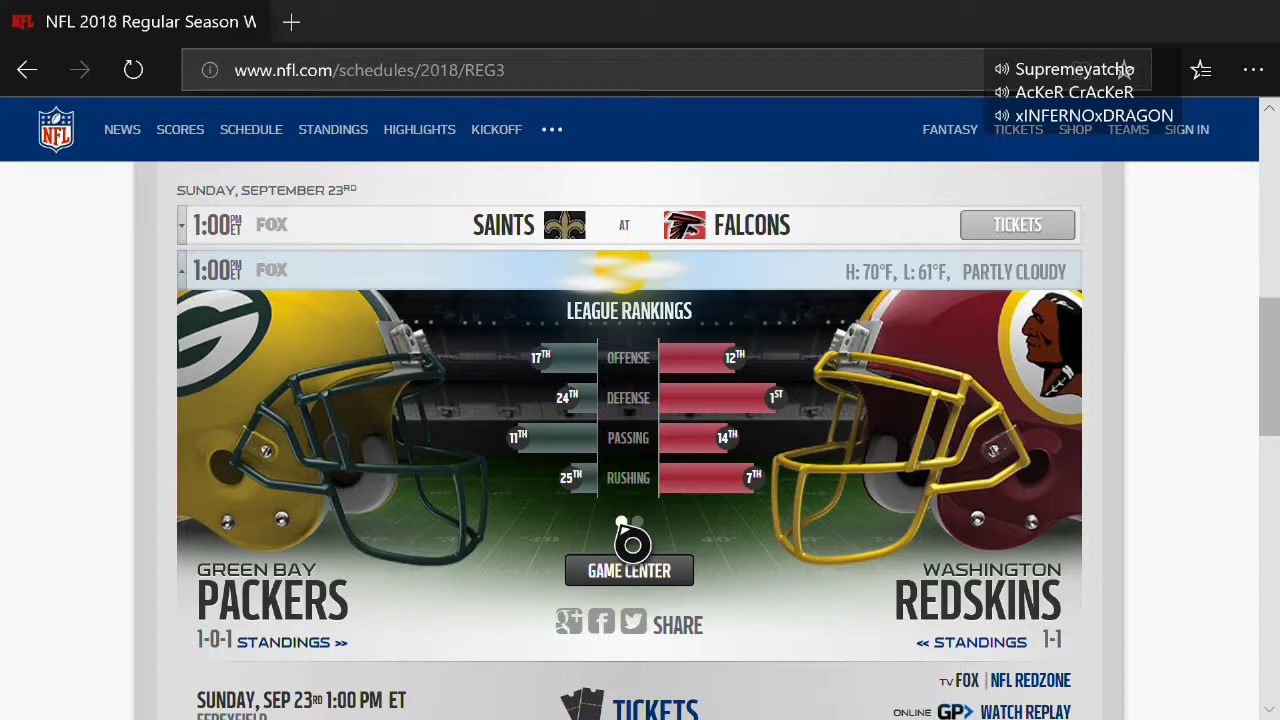 NFL 2018 Regular Season W
www.nfl.com/schedules/2018/REG3
Supremeyatcho
AcKeR CrAcKeR
xINFERNOxDRAGON
NFL
NEWS SCORES SCHEDULE STANDINGS HIGHLIGHTS KICKOFF
FANTASY TICKETS SHOP TEAMS SIGN IN
SUNDAY, SEPTEMBER 23RD
1:00PM ET FOX SAINTS AT FALCONS TICKETS
1:00PM ET FOX H: 70°F, L: 61°F, PARTLY CLOUDY
LEAGUE RANKINGS
17TH OFFENSE 12TH
24TH DEFENSE 1ST
11TH PASSING 14TH
25TH RUSHING 7TH
GAME CENTER
GREEN BAY
PACKERS
1-0-1 STANDINGS >>
SHARE
WASHINGTON
REDSKINS
<< STANDINGS 1-1
SUNDAY, SEP 23RD 1:00 PM ET
FEDEXFIELD
TICKETS
TV FOX | NFL REDZONE
ONLINE GP> WATCH REPLAY